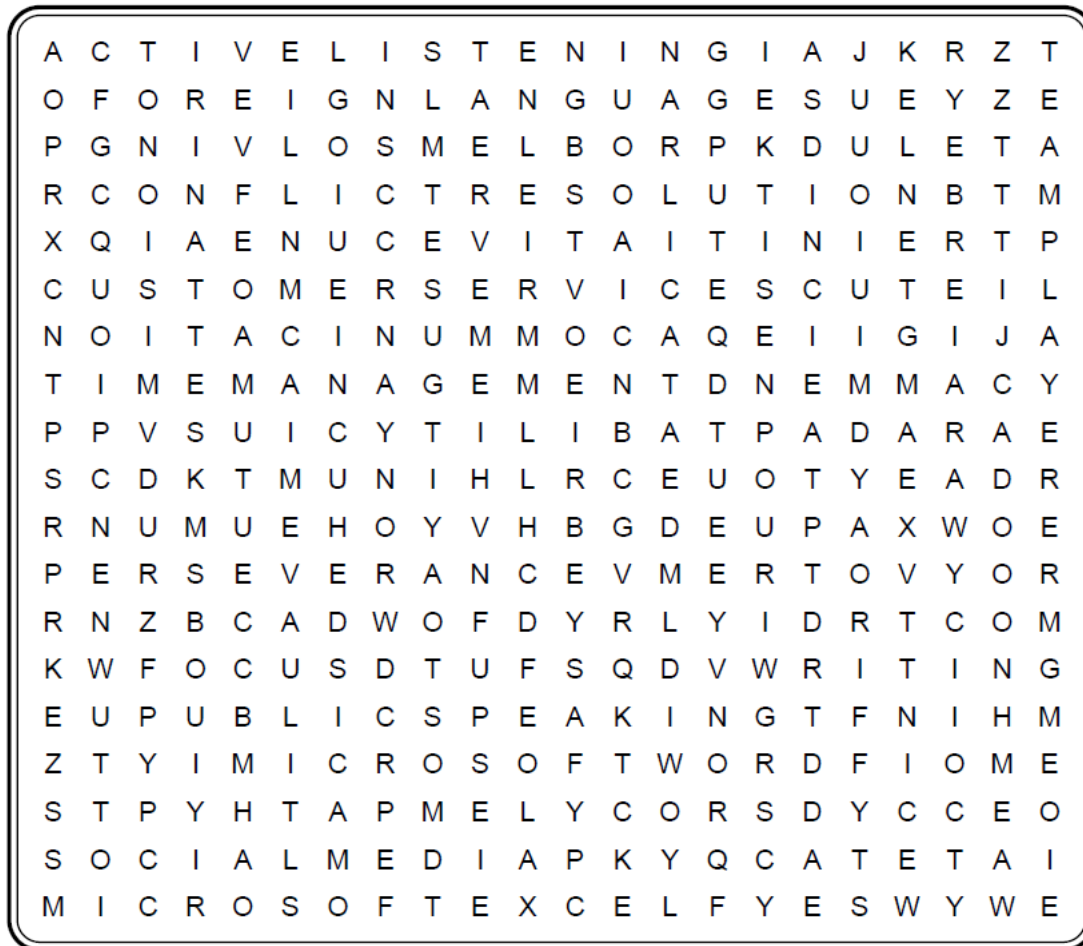 A C T I V E L I S T E N I N G I A J K R Z T
O F O R E I G N L A N G U A G E S U E Y Z E
P G N I V L O S M E L B O R P K D U L E T A
R C O N F L I C T R E S O L U T I O N B T M
X Q I A E N U C E V I T A I T I N I E R T P
C U S T O M E R S E R V I C E S C U T E I L
N O I T A C I N U M M O C A Q E I I G I J A
T I M E M A N A G E M E N T D N E M M A C Y
P P V S U I C Y T I L I B A T P A D A R A E
S C D K T M U N I H L R C E U O T Y E A D R
R N U M U E H O Y V H B G D E U P A X W O E
P E R S E V E R A N C E V M E R T O V Y O R
R N Z B C A D W O F D Y R L Y I D R T C O M
K W F O C U S D T U F S Q D V W R I T I N G
E U P U B L I C S P E A K I N G T F N I H M
Z T Y I M I C R O S O F T W O R D F I O M E
S T P Y H T A P M E L Y C O R S D Y C C E O
S O C I A L M E D I A P K Y Q C A T E T A I
M I C R O S O F T E X C E L F Y E S W Y W E